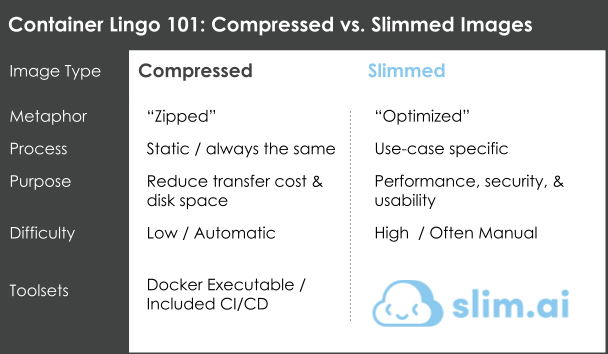 Container Lingo 101: Compressed vs. Slimmed Images
Image Type Compressed Slimmed
Metaphor “Zipped” “Optimized”
Process Static / always the same Use-case specific
Purpose Reduce transfer cost & Performance, security, &
disk space usability
Difficulty Low / Automatic High / Often Manual
Toolsets Docker Executable / slim.ai
Included CI/CD